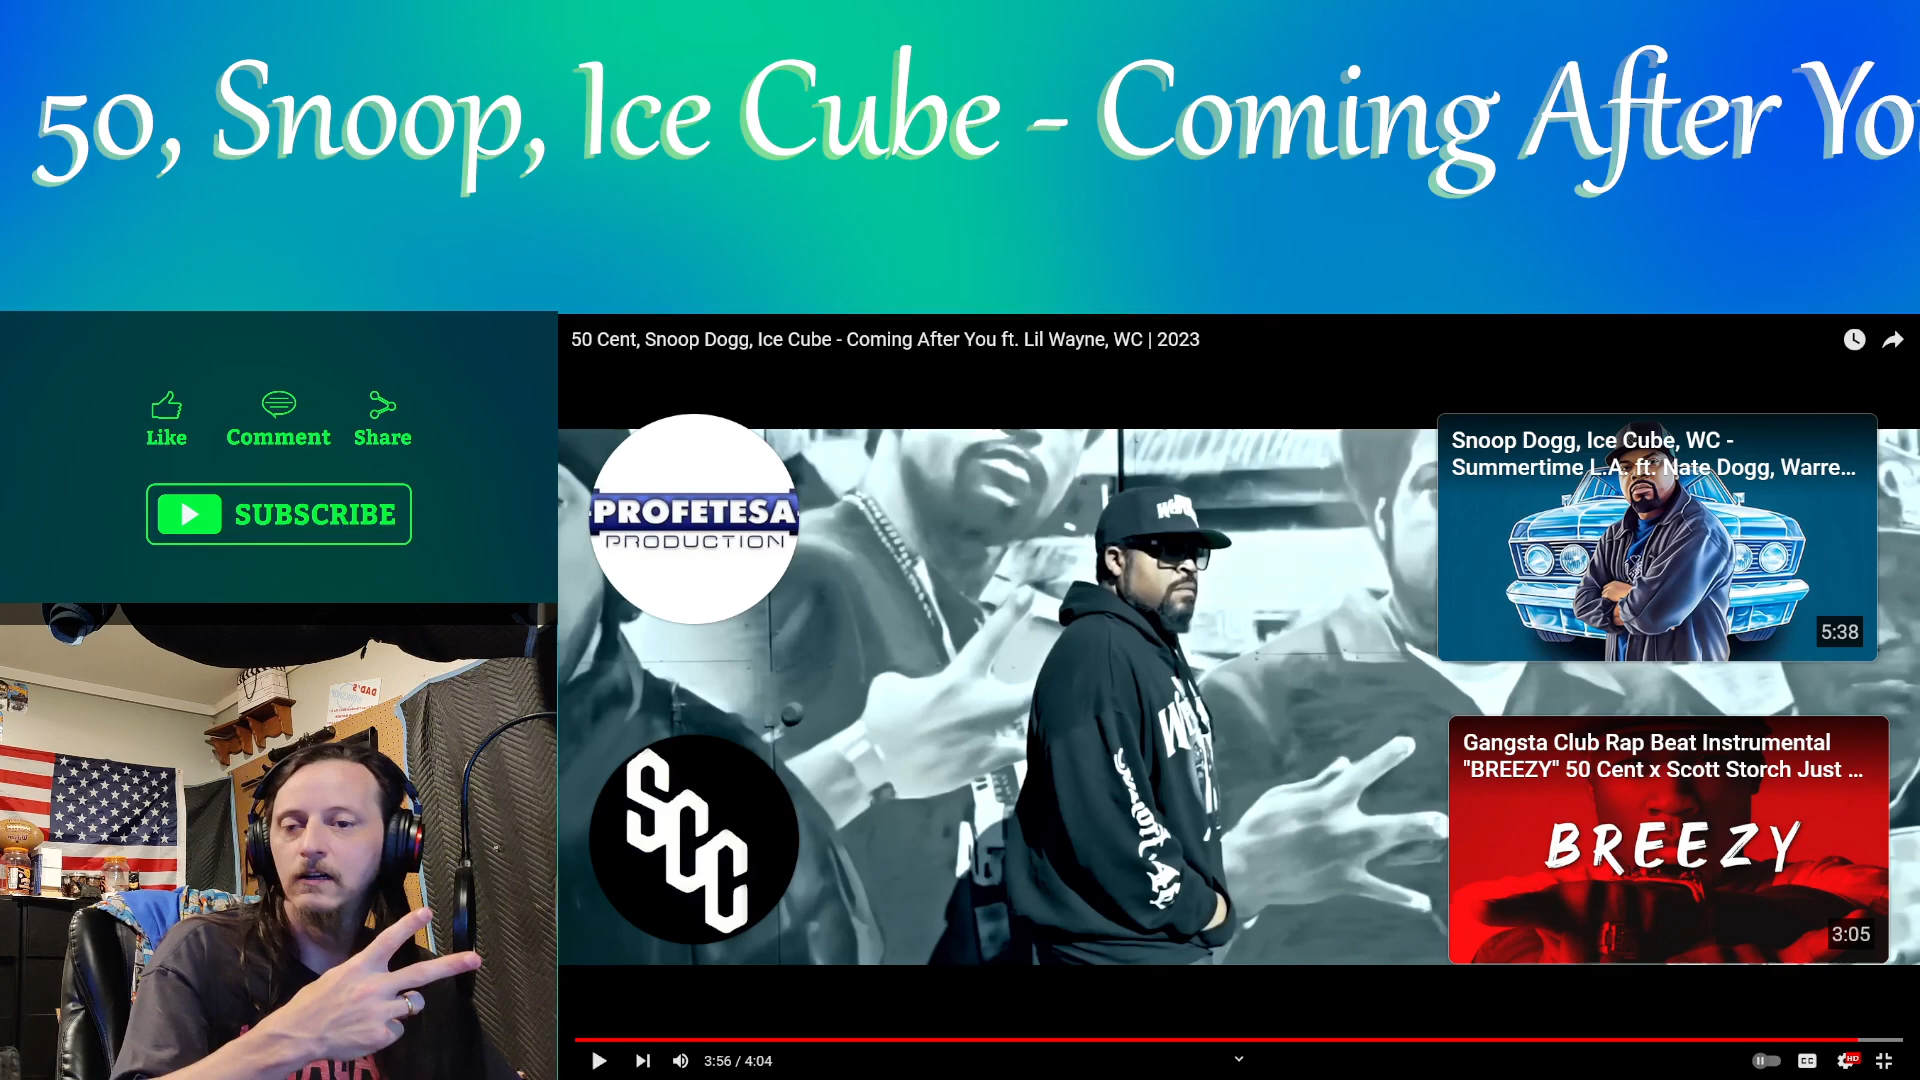 50, Snoop, Ice Cube - Coming After Yo
50 Cent, Snoop Dogg, Ice Cube - Coming After You ft. Lil Wayne, WC | 2023
Like
Comment
Share
SUBSCRIBE
PROFETESA
PRODUCTION
SCC
Snoop Dogg, Ice Cube, WC -
Summertime L.A. ft. Nate Dogg, Warre...
5:38
Gangsta Club Rap Beat Instrumental
"BREEZY" 50 Cent x Scott Storch Just ...
BREEZY
3:05
DAD'S
3:56 / 4:04
CC
HD